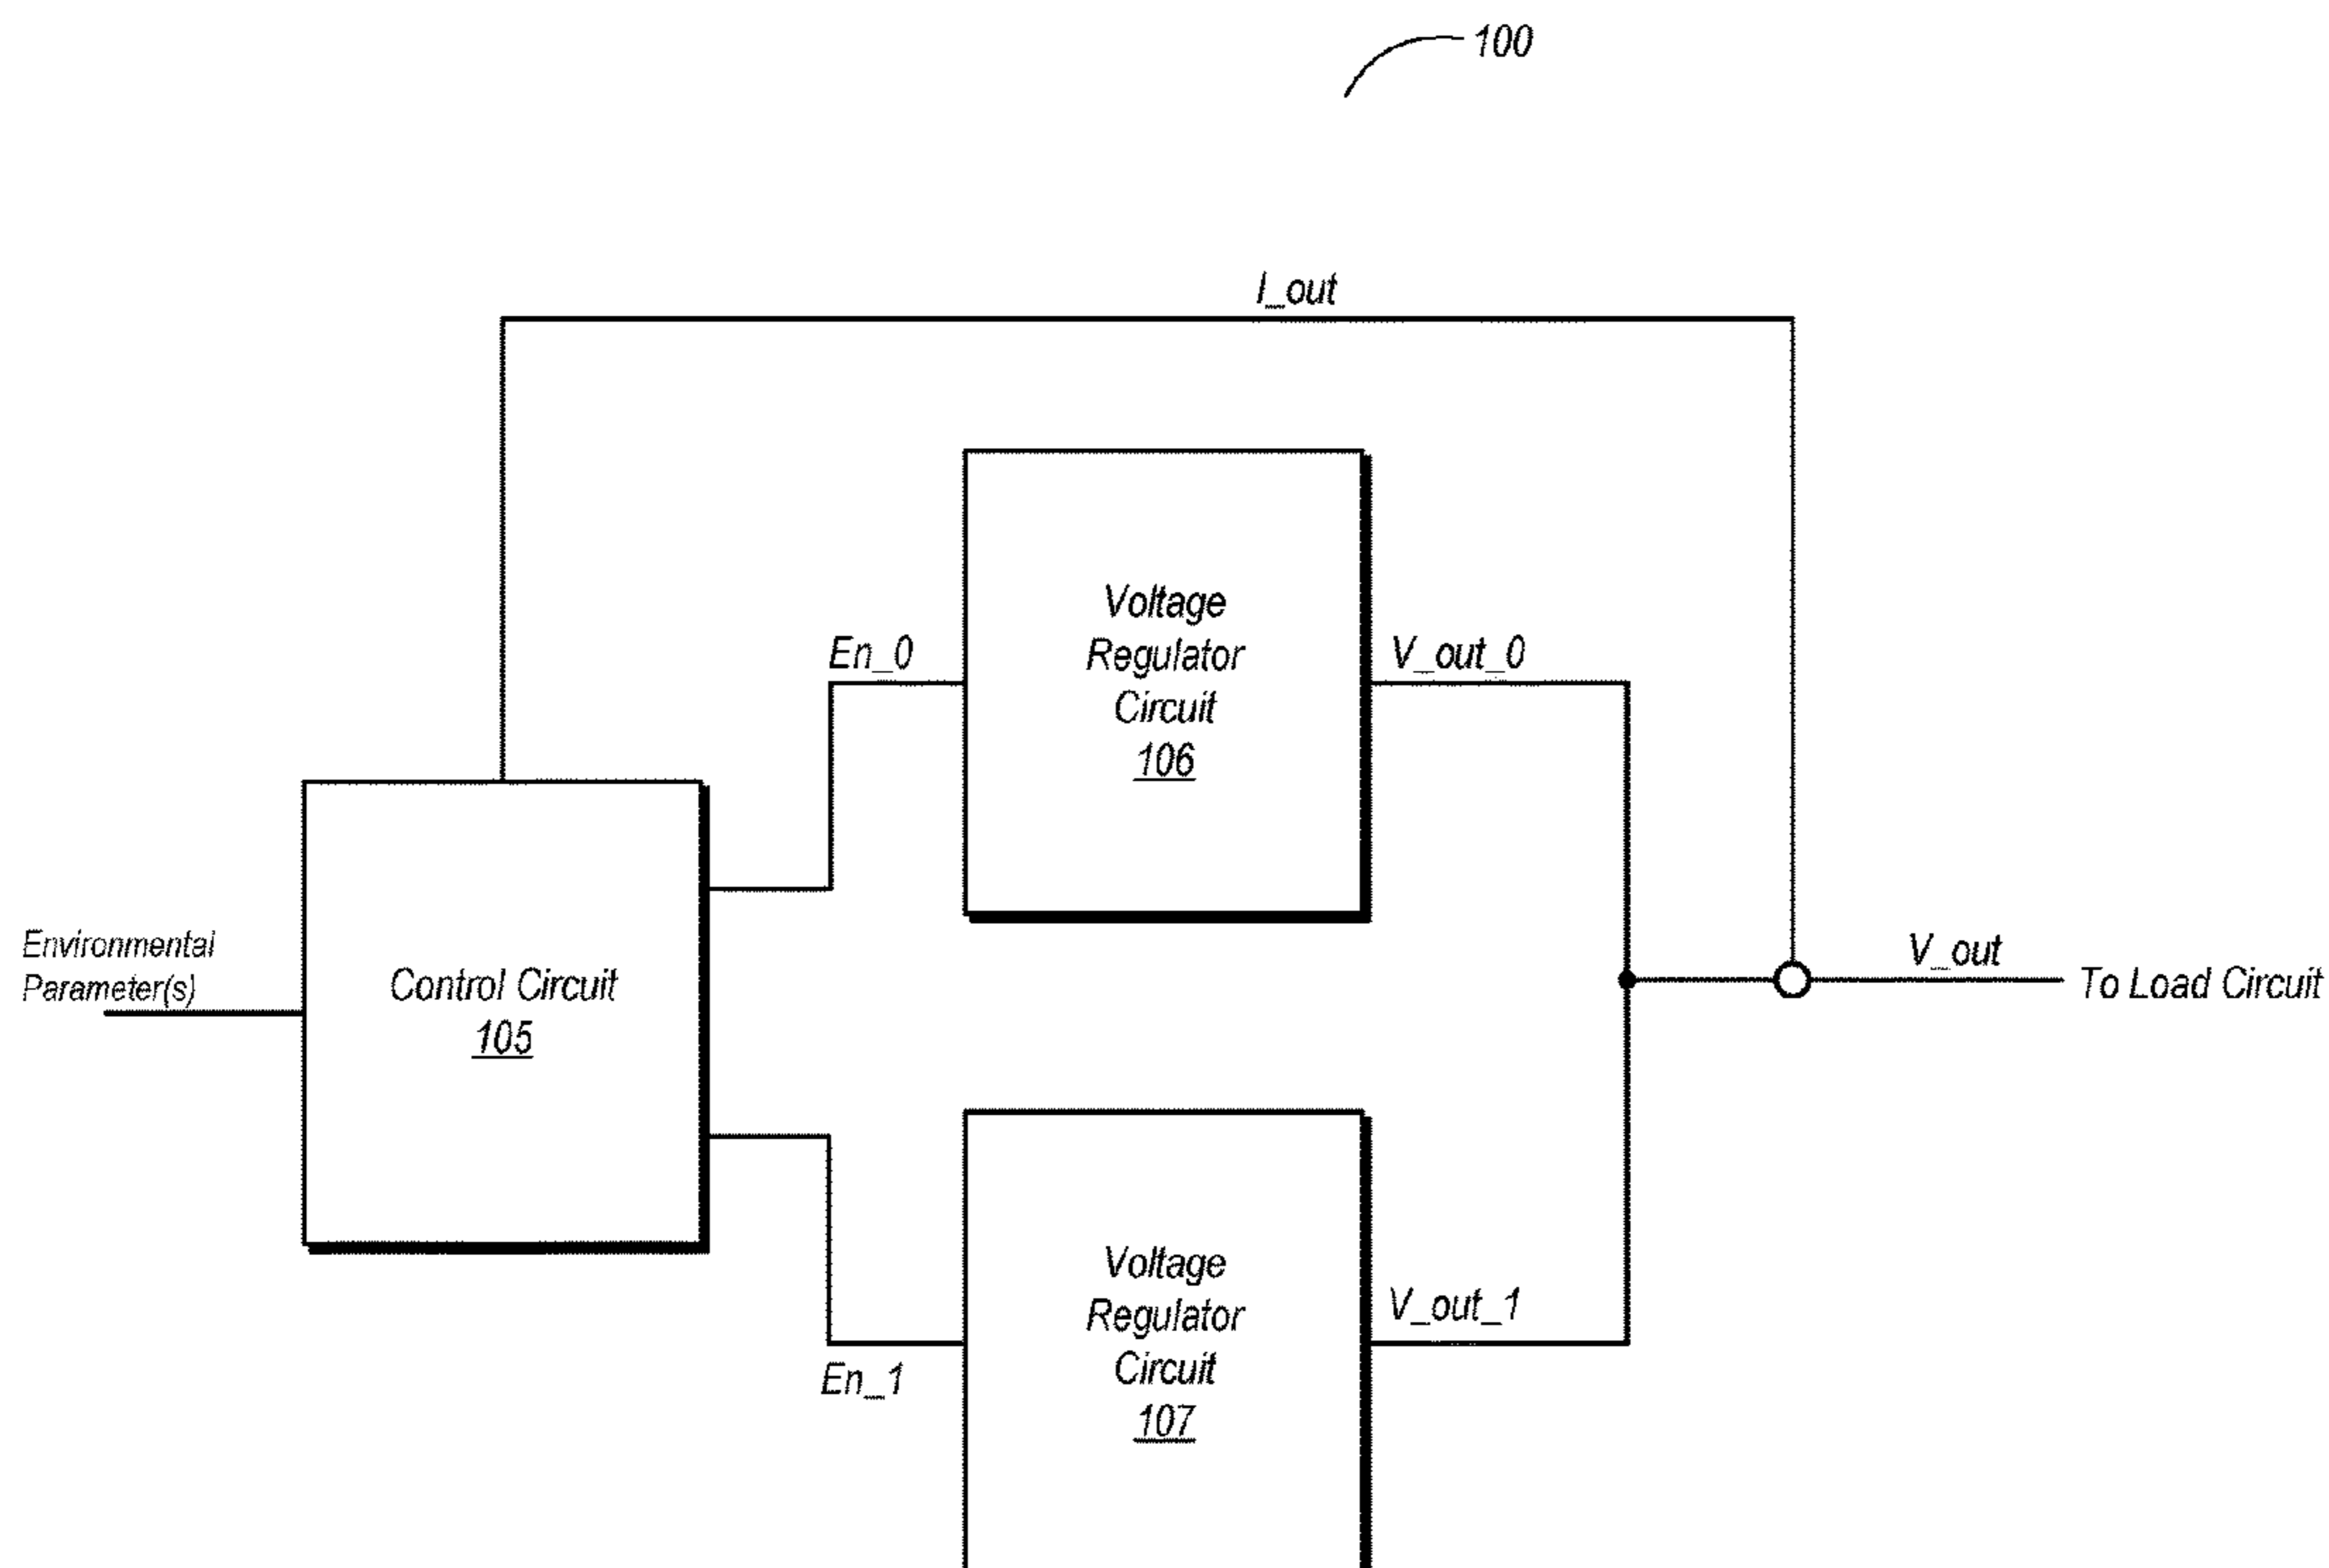 100
I_out
Voltage
Regulator
Circuit
106
En_0
V_out_0
Environmental
Parameter(s)
Control Circuit
105
V_out
To Load Circuit
Voltage
Regulator
Circuit
107
En_1
V_out_1